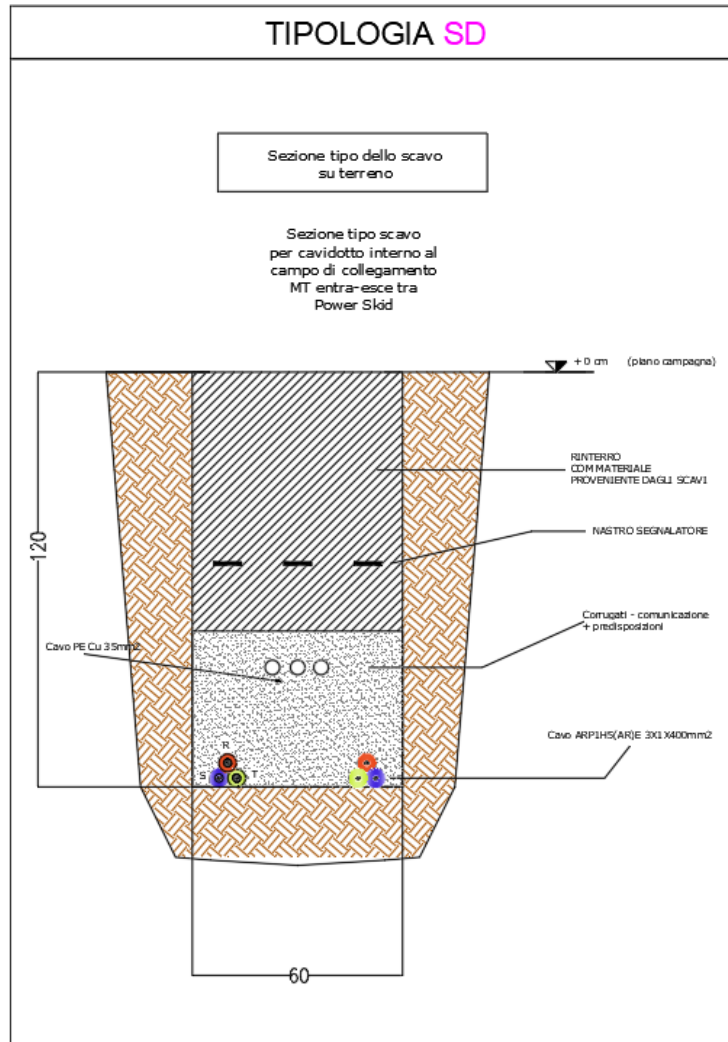 TIPOLOGIA SD
Sezione tipo dello scavo
su terreno
Sezione tipo scavo
per cavidotto interno al
campo di collegamento
MT entra-esce tra
Power Skid
+0 cm (piano campagna)
RINTERRO
COM MATERIALE
PROVENIENTE DAGLI SCAVI
120
NASTRO SEGNALATORE
Corrugati - comunicazione
+ predisposizioni
Cavo PE Cu 35mm2
Cavo ARP1H5(AR)E 3X1X400mm2
R
S T
60